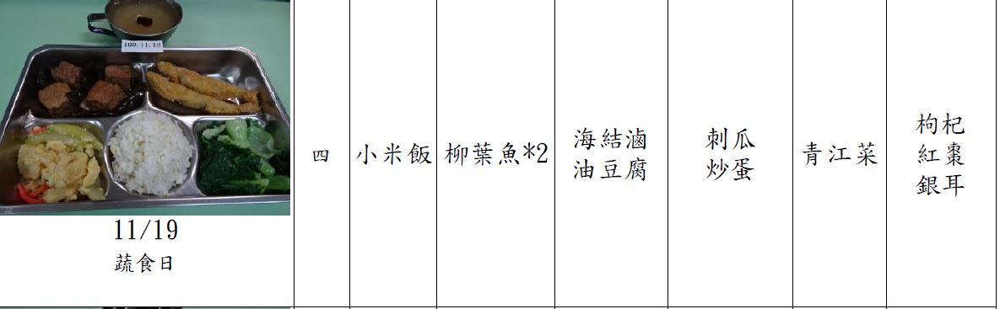 11/19
蔬食日
四
小米飯
柳葉魚*2
海結滷
油豆腐
刺瓜
炒蛋
青江菜
枸杞
紅棗
銀耳